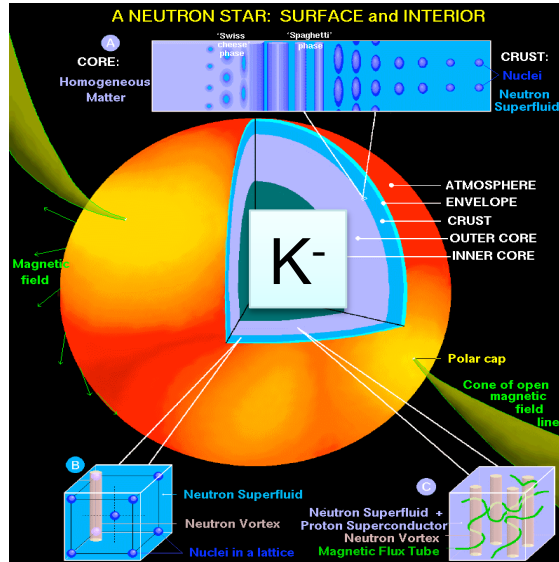 A NEUTRON STAR: SURFACE and INTERIOR
'Swiss cheese' phase
'Spaghetti' phase
A
CORE:
Homogeneous
Matter
CRUST:
Nuclei
Neutron
Superfluid
ATMOSPHERE
ENVELOPE
CRUST
OUTER CORE
INNER CORE
K-
Magnetic
field
Polar cap
Cone of open
magnetic
field
lines
B
Neutron Superfluid
Neutron Vortex
Nuclei in a lattice
C
Neutron Superfluid +
Proton Superconductor
Neutron Vortex
Magnetic Flux Tube